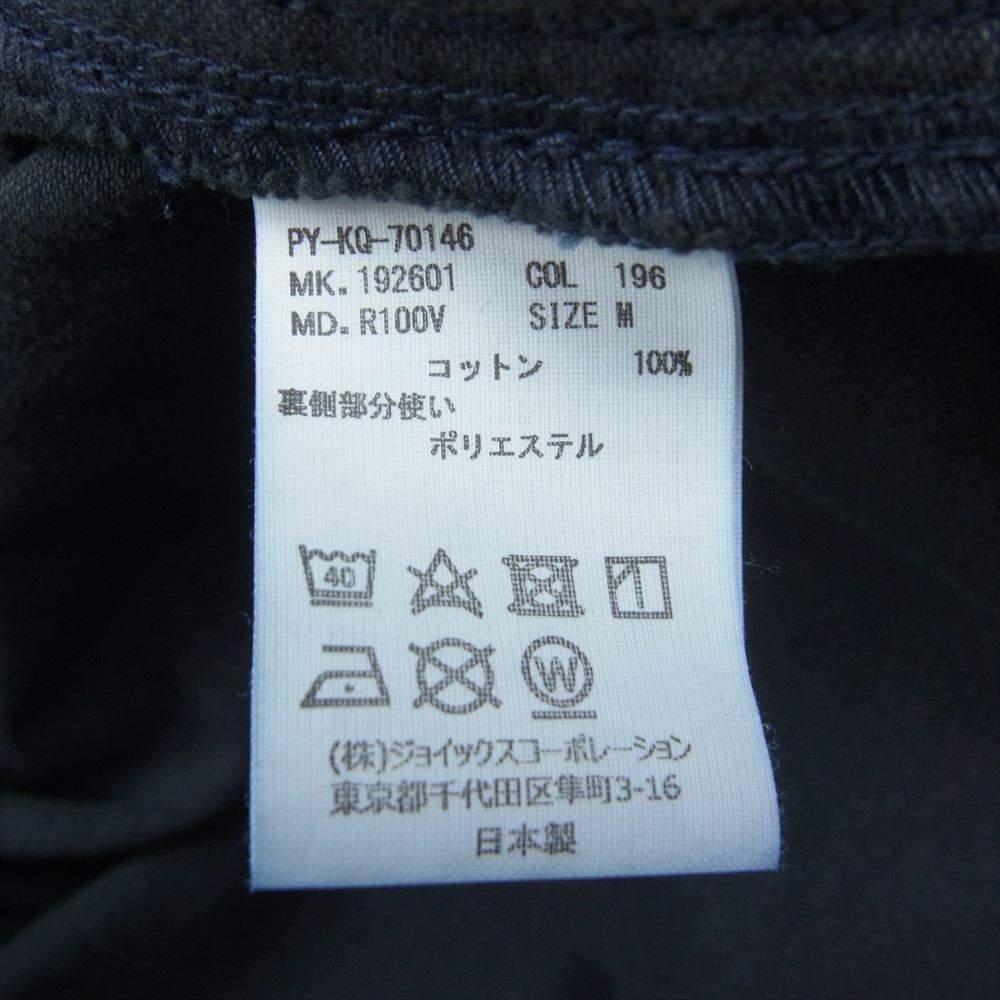 PY-KQ-70146
MK. 192601 COL 196
MD. R100V SIZE M
コットン 100%
裏側部分使い
ポリエステル
40
W
(株)ジョイックスコーポレーション
東京都千代田区隼町3-16
日本製